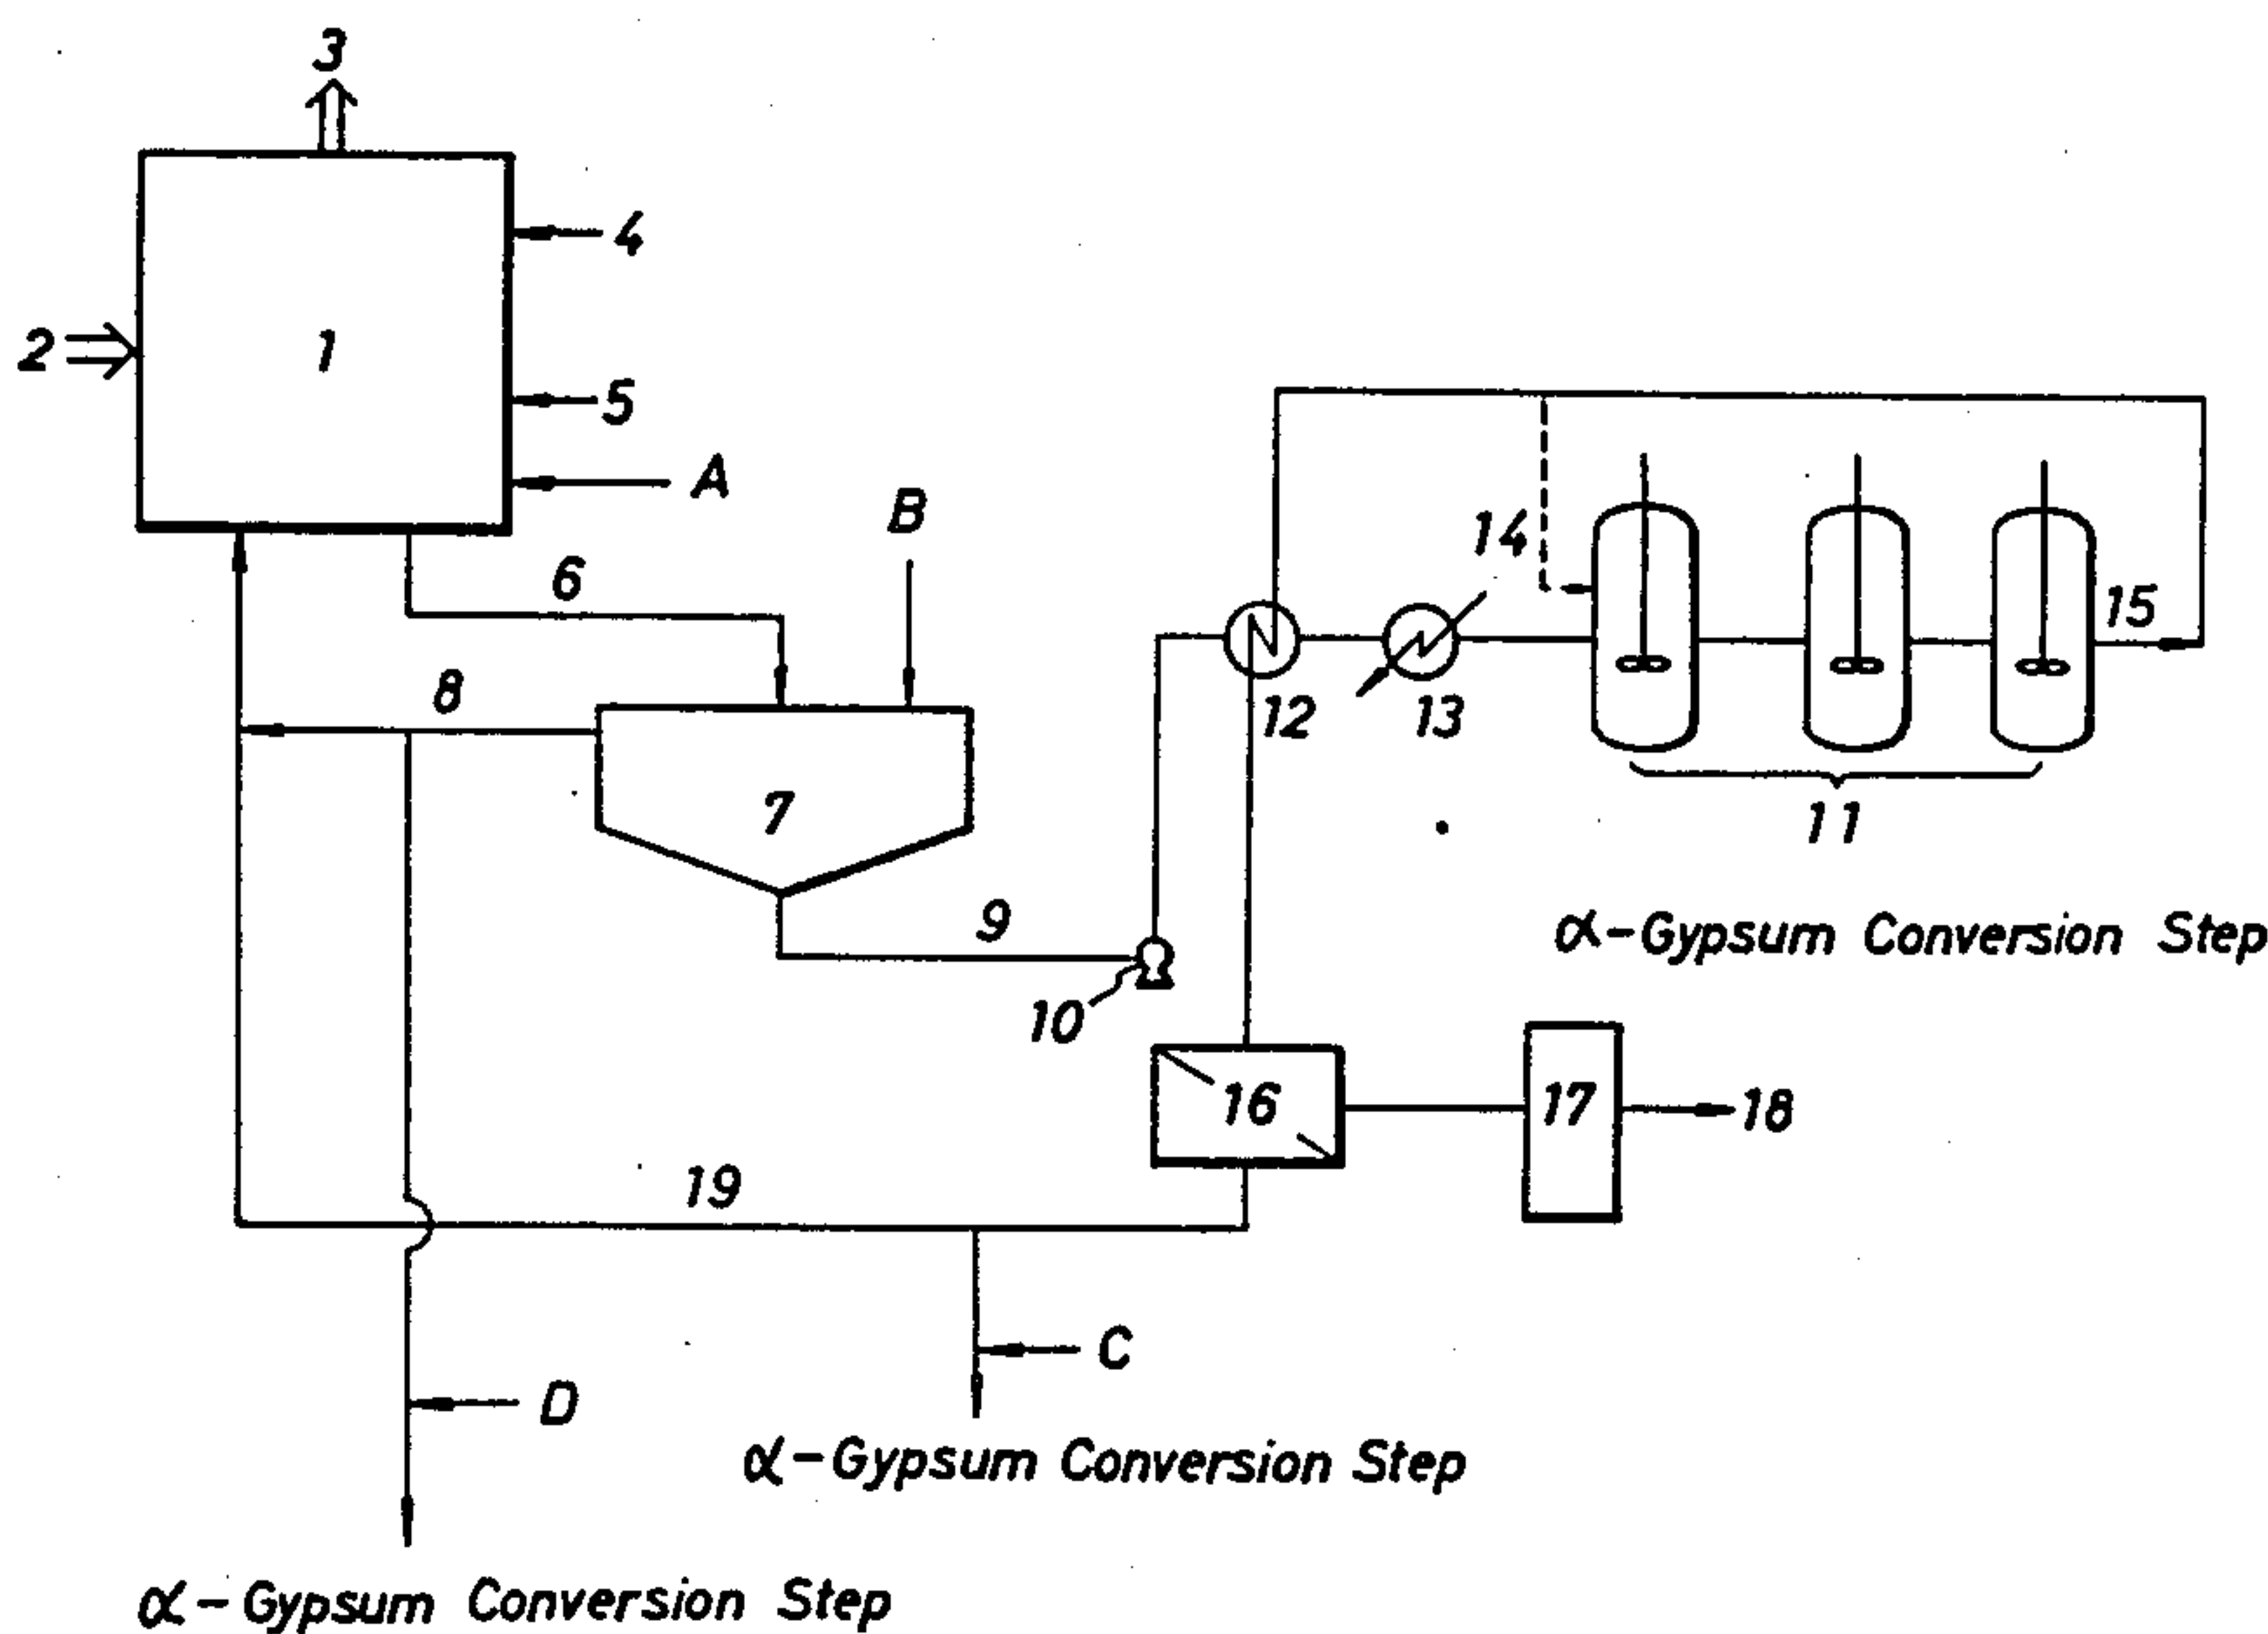 3
4
2
1
5
A
B
6
14
15
8
12
13
7
11
9
α-Gypsum Conversion Step
10
16
17
18
19
C
D
α-Gypsum Conversion Step
α-Gypsum Conversion Step